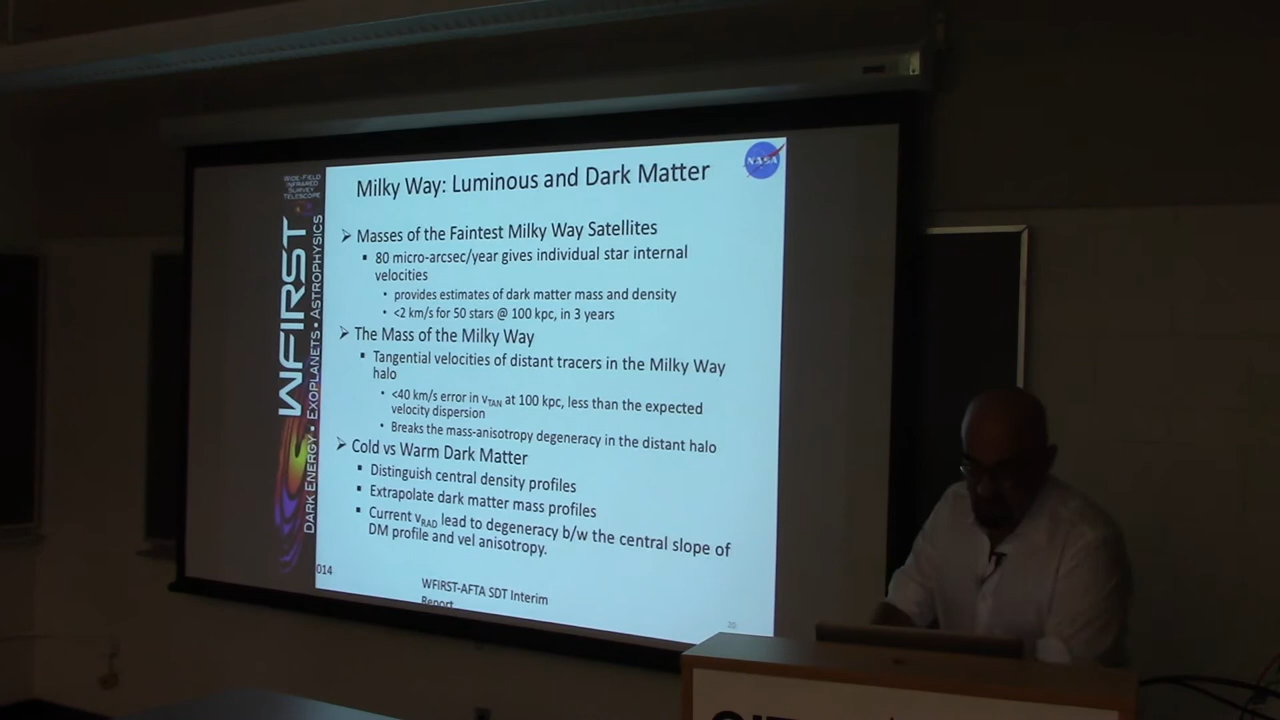 WIDE-FIELD
INFRARED
SURVEY
TELESCOPE
WFIRST
DARK ENERGY • EXOPLANETS • ASTROPHYSICS
NASA
Milky Way: Luminous and Dark Matter
➢ Masses of the Faintest Milky Way Satellites
▪ 80 micro-arcsec/year gives individual star internal
velocities
• provides estimates of dark matter mass and density
• <2 km/s for 50 stars @ 100 kpc, in 3 years
➢ The Mass of the Milky Way
▪ Tangential velocities of distant tracers in the Milky Way
halo
• <40 km/s error in vTAN at 100 kpc, less than the expected
velocity dispersion
• Breaks the mass-anisotropy degeneracy in the distant halo
➢ Cold vs Warm Dark Matter
▪ Distinguish central density profiles
▪ Extrapolate dark matter mass profiles
▪ Current vRAD lead to degeneracy b/w the central slope of
DM profile and vel anisotropy.
014
WFIRST-AFTA SDT Interim
Report